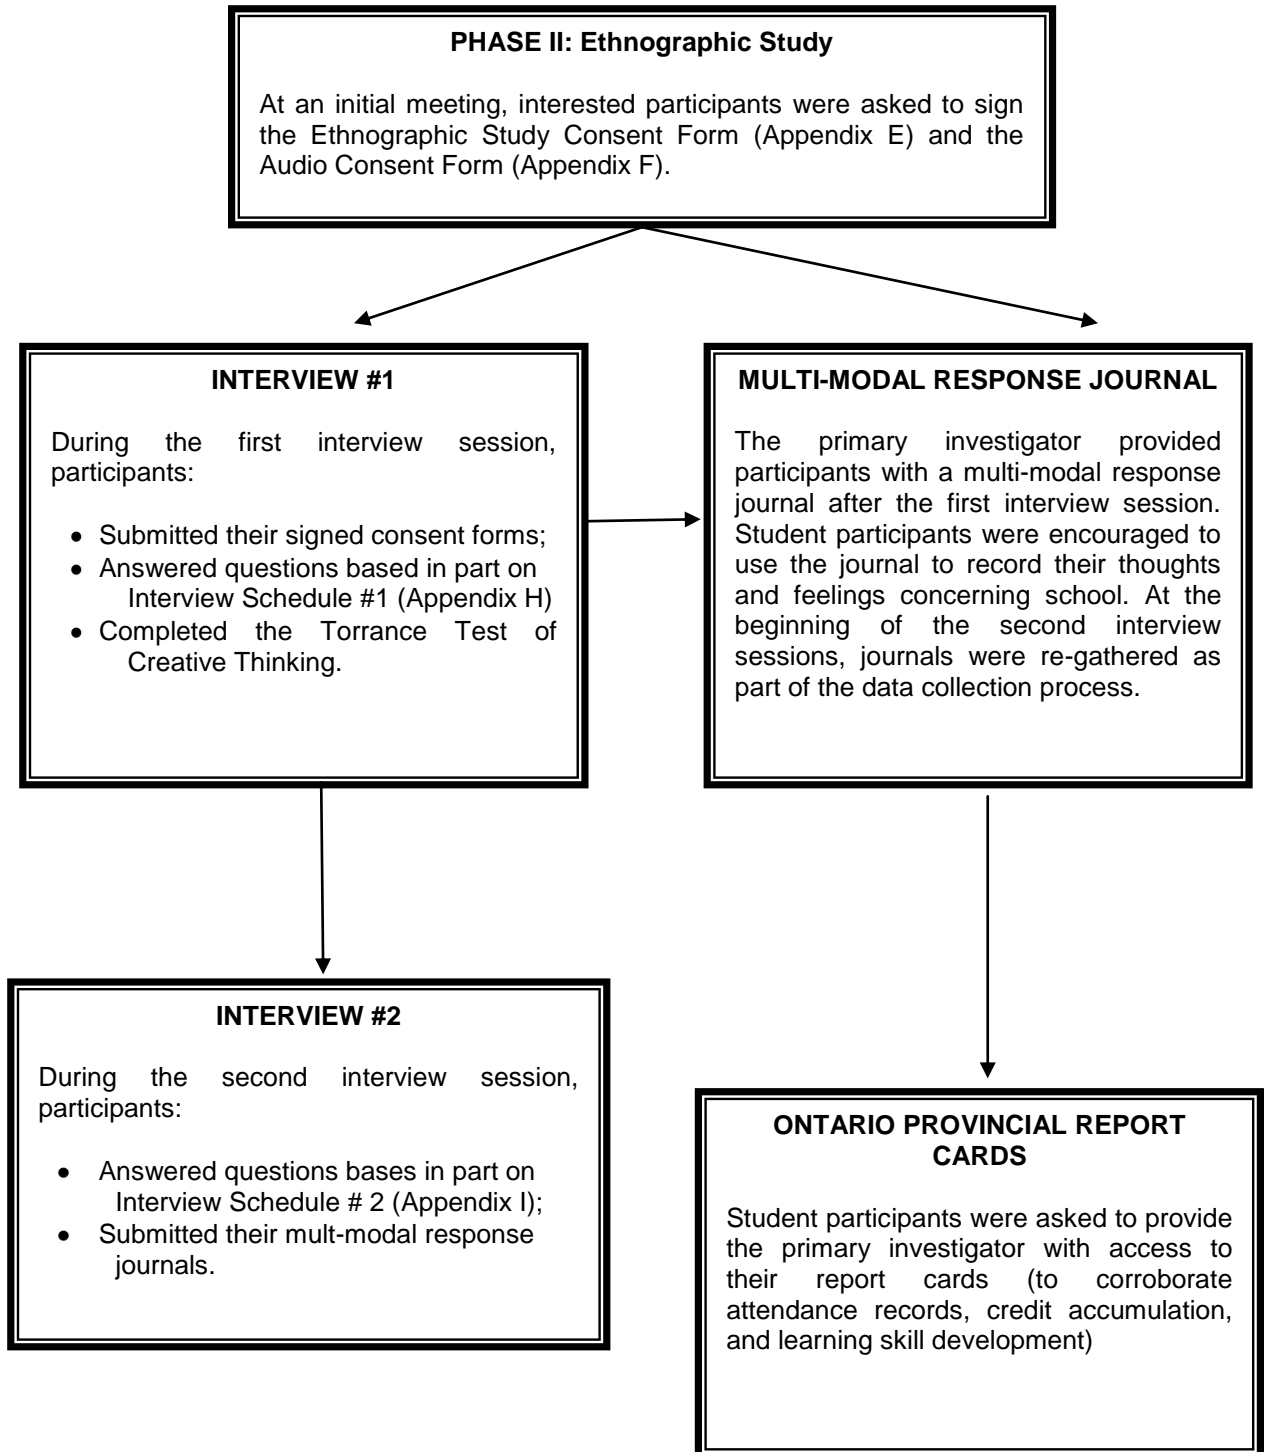 PHASE II: Ethnographic Study
At an initial meeting, interested participants were asked to sign
the Ethnographic Study Consent Form (Appendix E) and the
Audio Consent Form (Appendix F).
INTERVIEW #1
During the first interview session,
participants:
• Submitted their signed consent forms;
• Answered questions based in part on
Interview Schedule #1 (Appendix H)
• Completed the Torrance Test of
Creative Thinking.
MULTI-MODAL RESPONSE JOURNAL
The primary investigator provided
participants with a multi-modal response
journal after the first interview session.
Student participants were encouraged to
use the journal to record their thoughts
and feelings concerning school. At the
beginning of the second interview
sessions, journals were re-gathered as
part of the data collection process.
INTERVIEW #2
During the second interview session,
participants:
• Answered questions bases in part on
Interview Schedule # 2 (Appendix I);
• Submitted their mult-modal response
journals.
ONTARIO PROVINCIAL REPORT
CARDS
Student participants were asked to provide
the primary investigator with access to
their report cards (to corroborate
attendance records, credit accumulation,
and learning skill development)